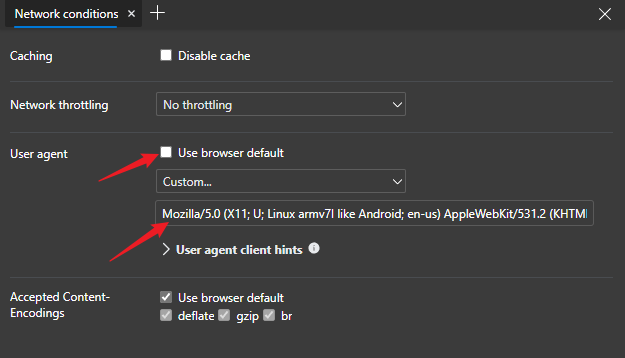 Network conditions
Caching
Disable cache
Network throttling
No throttling
User agent
Use browser default
Custom...
Mozilla/5.0 (X11; U; Linux armv7l like Android; en-us) AppleWebKit/531.2 (KHTML
User agent client hints
Accepted Content-
Encodings
Use browser default
deflate gzip br